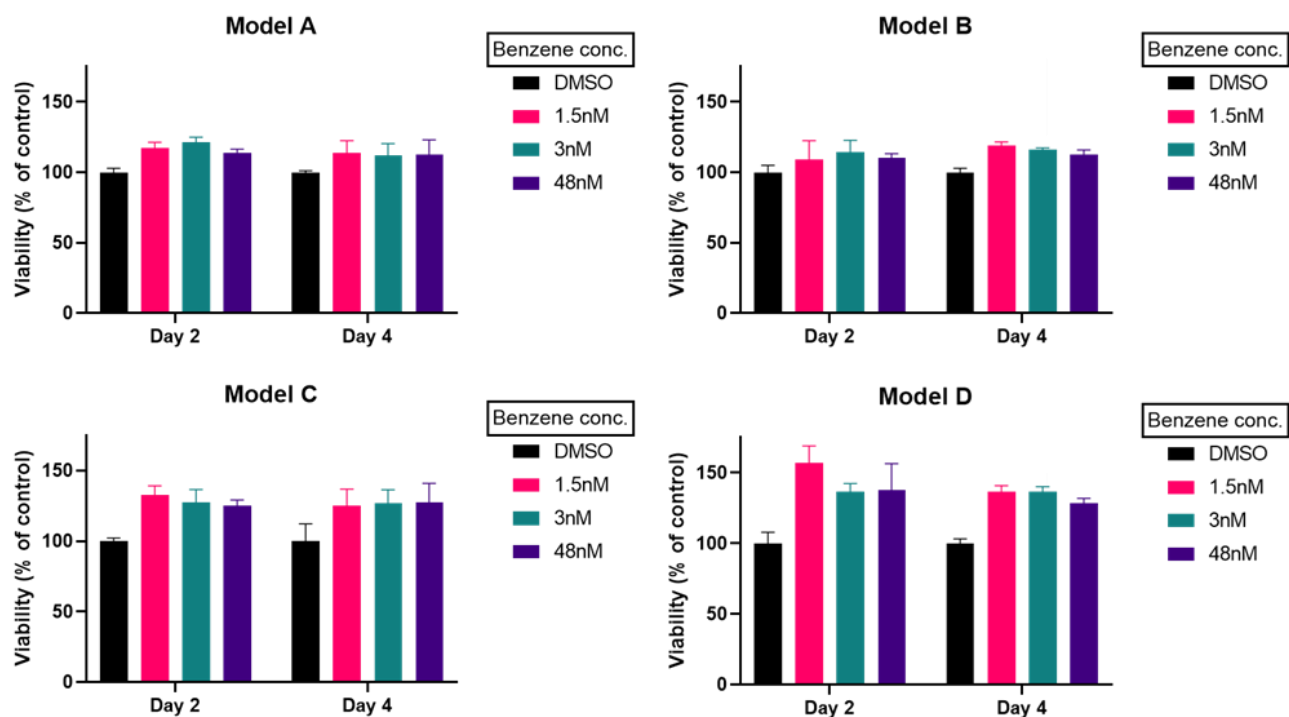 Model A
Benzene conc.
DMSO
1.5nM
3nM
48nM
Viability (% of control)
150
100
50
0
Day 2
Day 4
Model B
Benzene conc.
DMSO
1.5nM
3nM
48nM
Viability (% of control)
150
100
50
0
Day 2
Day 4
Model C
Benzene conc.
DMSO
1.5nM
3nM
48nM
Viability (% of control)
150
100
50
0
Day 2
Day 4
Model D
Benzene conc.
DMSO
1.5nM
3nM
48nM
Viability (% of control)
150
100
50
0
Day 2
Day 4